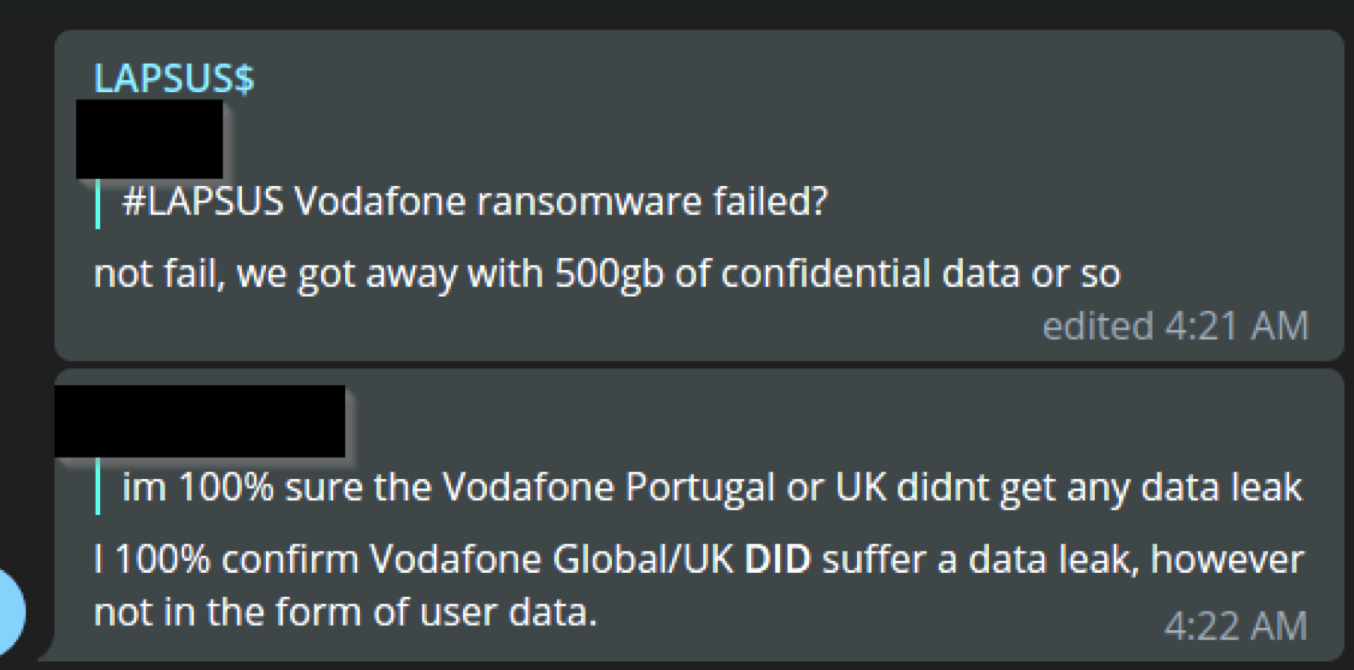 LAPSUS$
#LAPSUS Vodafone ransomware failed?
not fail, we got away with 500gb of confidential data or so
edited 4:21 AM
im 100% sure the Vodafone Portugal or UK didnt get any data leak
I 100% confirm Vodafone Global/UK DID suffer a data leak, however
not in the form of user data.
4:22 AM